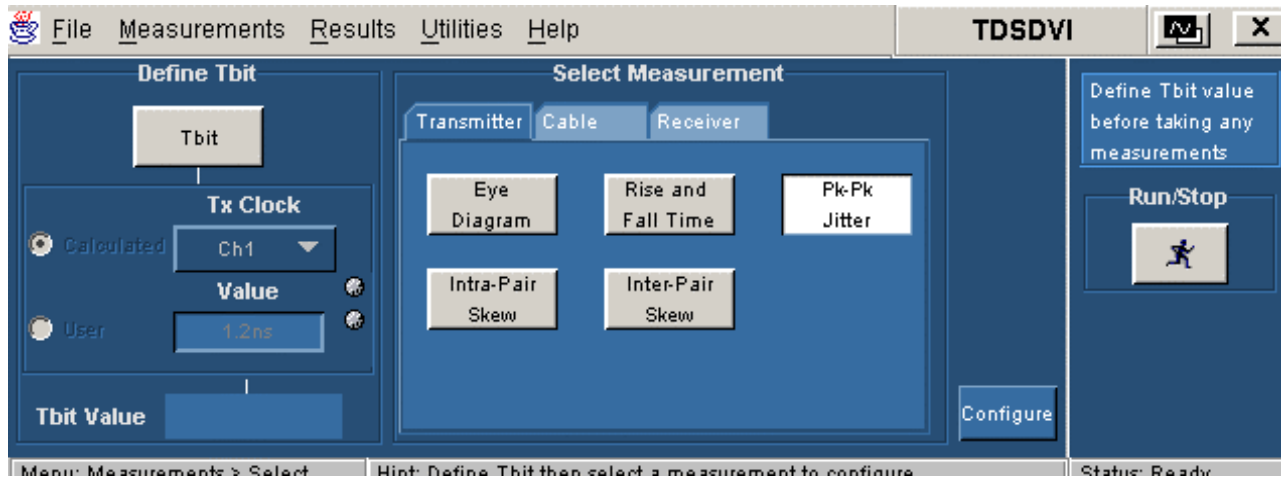 File Measurements Results Utilities Help TDSDVI
Define Tbit
Tbit
Tx Clock
Calculated
Ch1
Value
User
1.2ns
Tbit Value
Select Measurement
Transmitter Cable Receiver
Eye
Diagram
Rise and
Fall Time
Pk-Pk
Jitter
Intra-Pair
Skew
Inter-Pair
Skew
Configure
Define Tbit value
before taking any
measurements
Run/Stop
Menu: Measurements > Select
Hint: Define Tbit then select a measurement to configure
Status: Ready